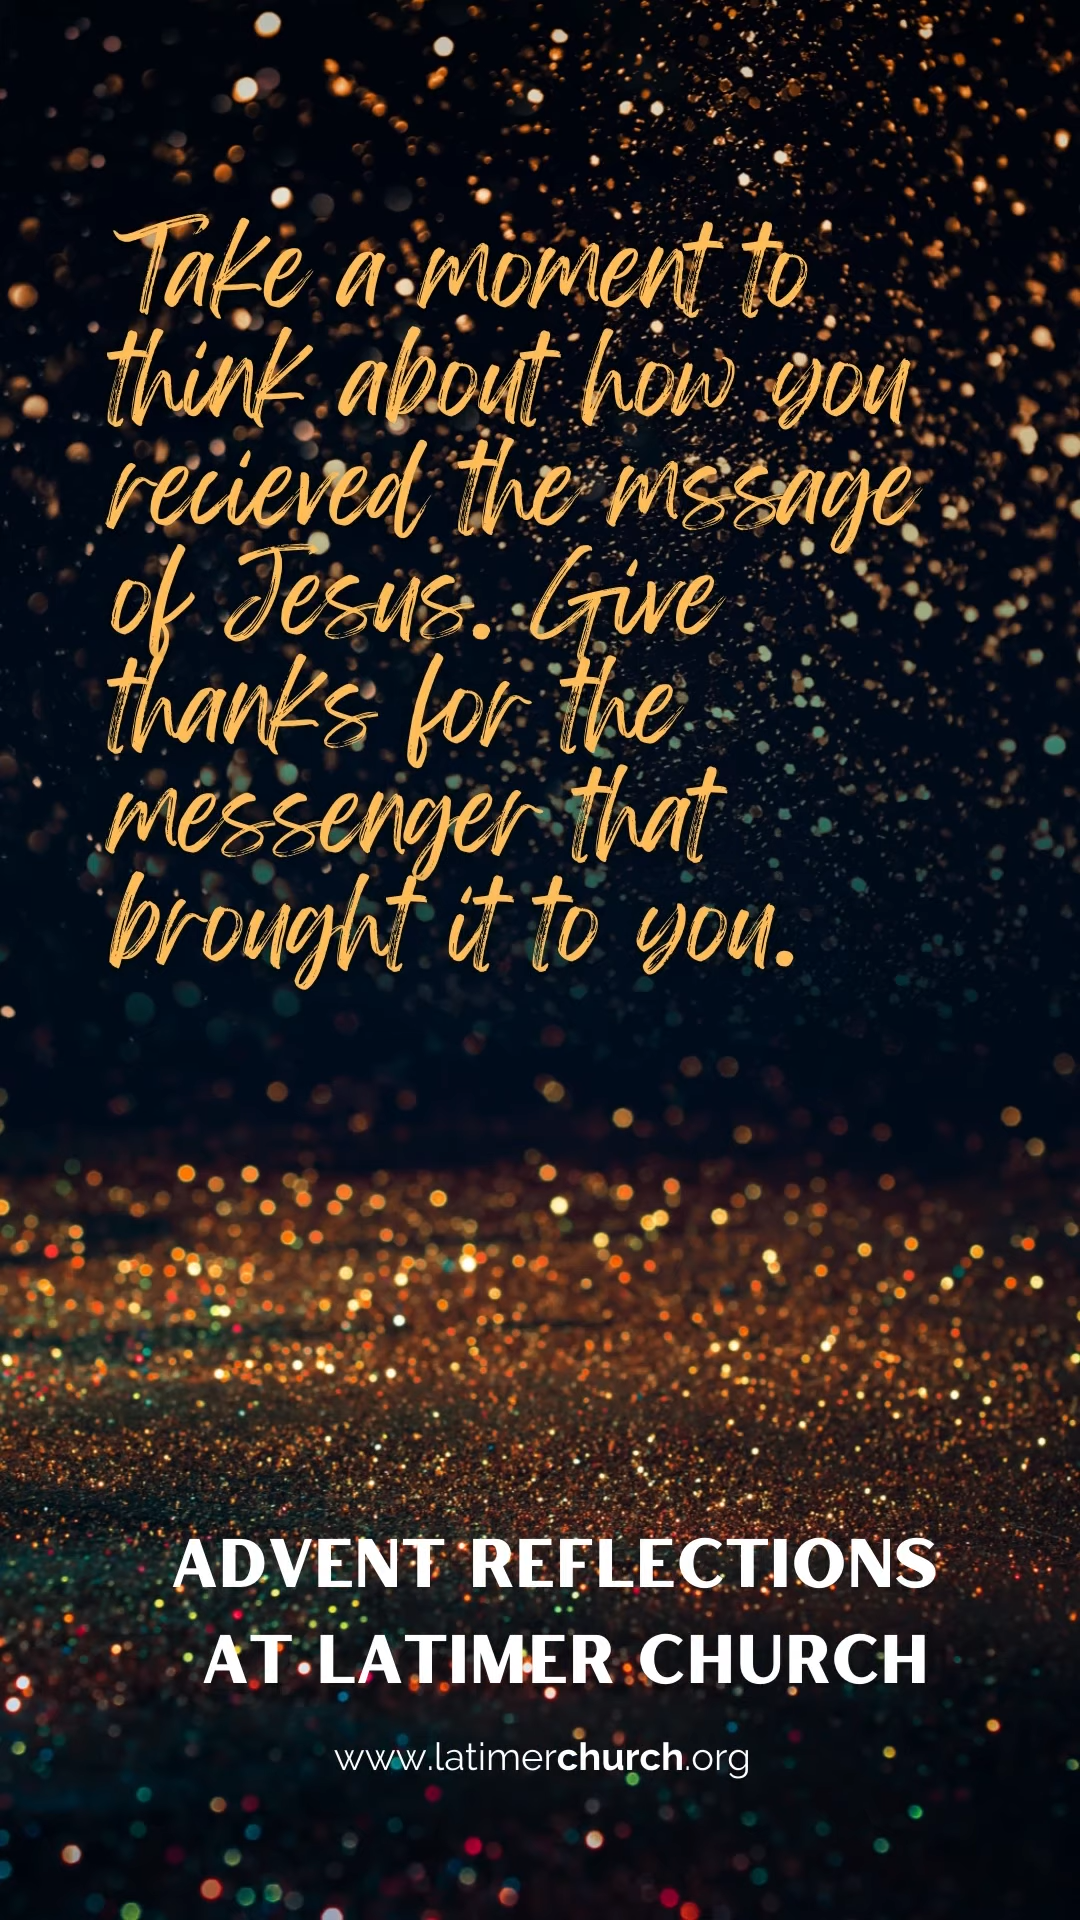 Take a moment to
think about how you
recieved the mssage
of Jesus. Give
thanks for the
messenger that
brought it to you.
ADVENT REFLECTIONS
AT LATIMER CHURCH
www.latimerchurch.org